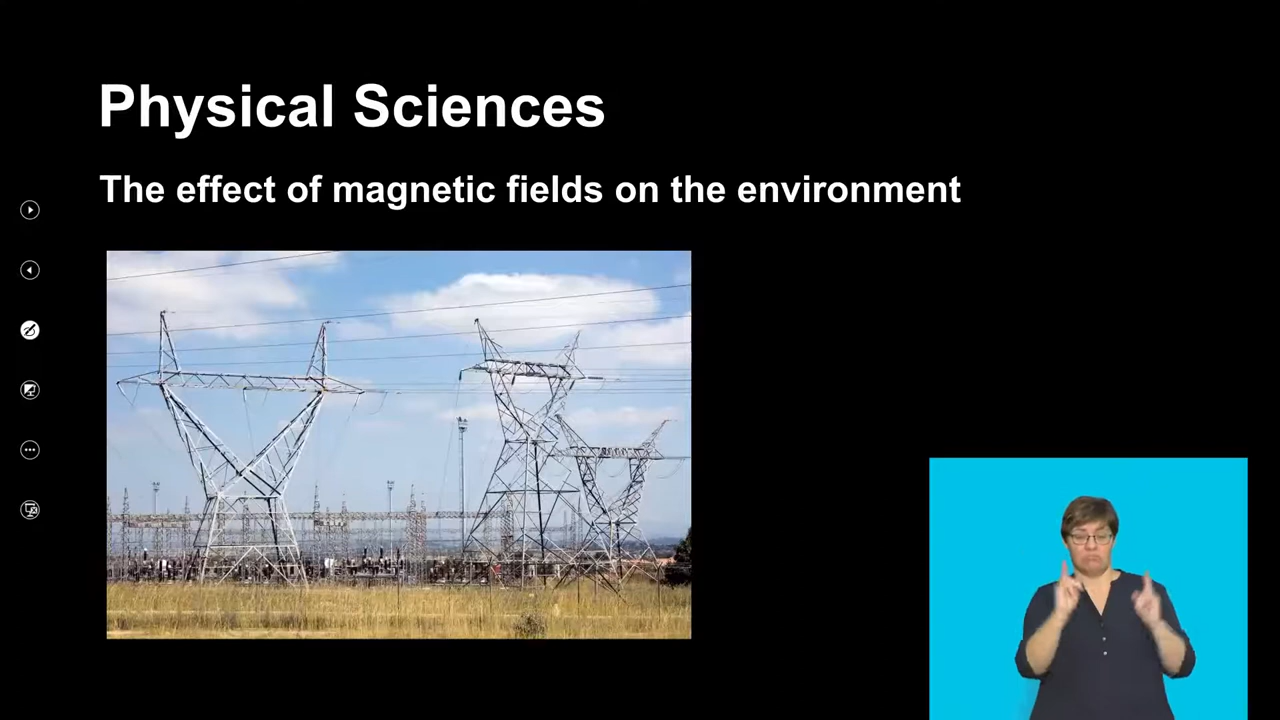 Physical Sciences
The effect of magnetic fields on the environment